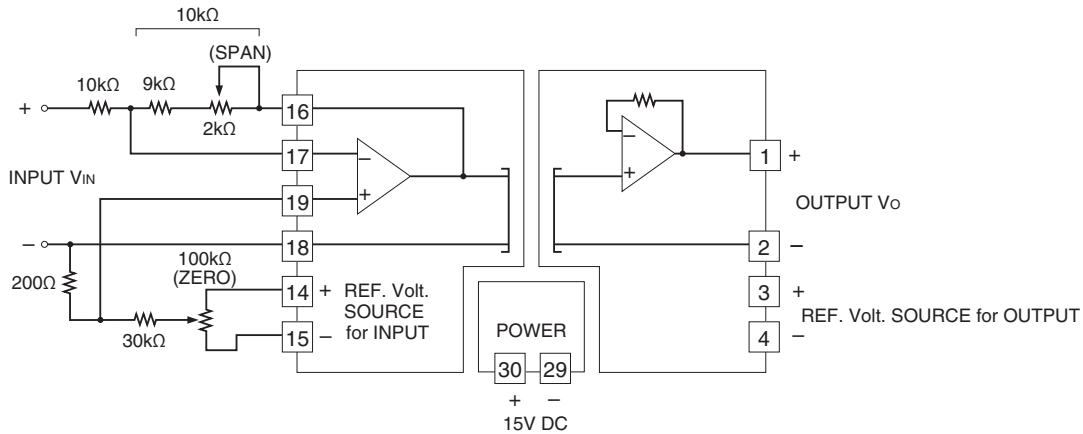 10kΩ
(SPAN)
10kΩ 9kΩ
2kΩ
+
16
17
INPUT VIN
19
−
18
− +
200Ω
100kΩ
(ZERO)
30kΩ
14 +
15 −
REF. Volt.
SOURCE
for INPUT
− +
1 +
OUTPUT VO
2 −
3 +
4 −
REF. Volt. SOURCE for OUTPUT
POWER
30 29
+ −
15V DC